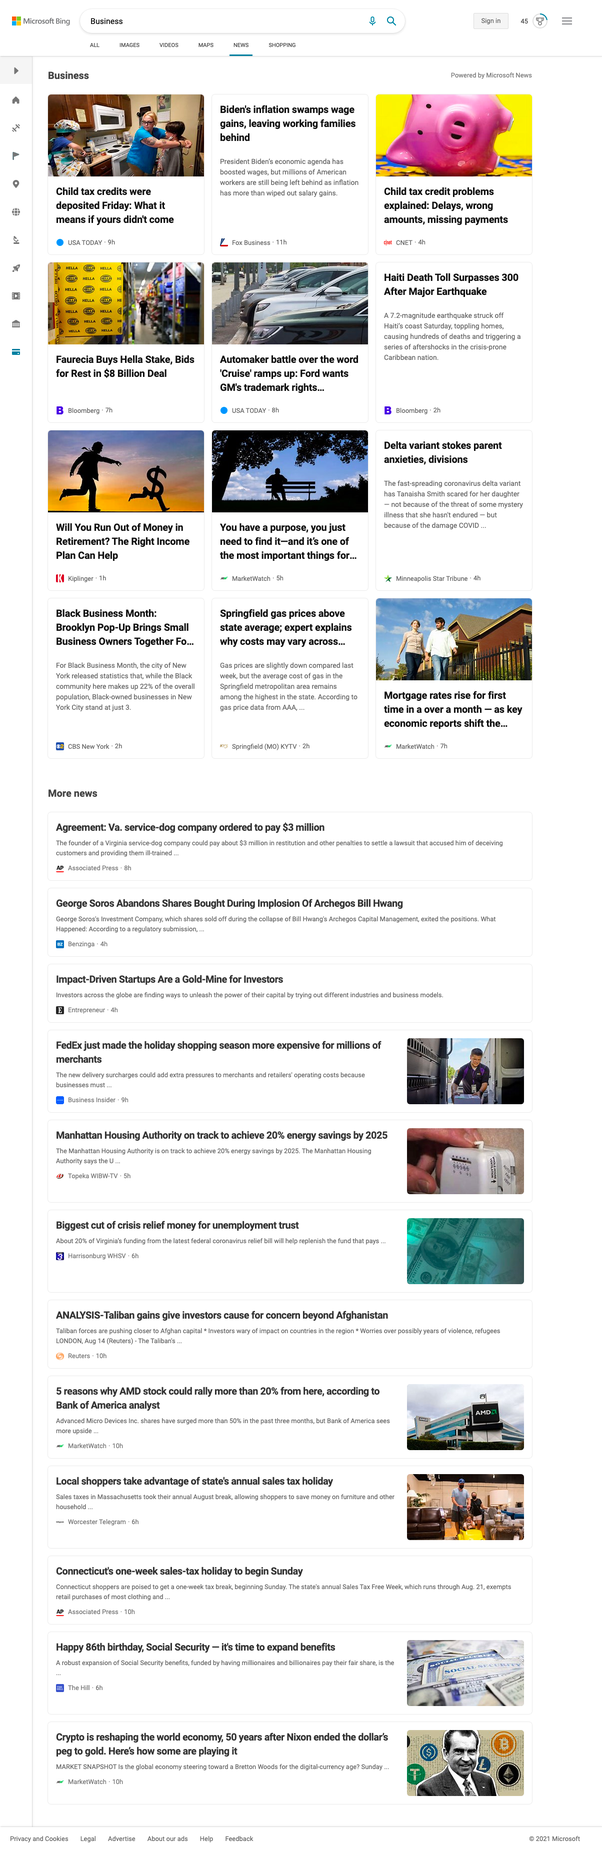 Microsoft Bing
Business
Sign in
45
ALL
IMAGES
VIDEOS
MAPS
NEWS
SHOPPING
Business
Powered by Microsoft News
Child tax credits were
deposited Friday: What it
means if yours didn't come
USA TODAY · 9h
Biden's inflation swamps wage
gains, leaving working families
behind
President Biden's economic agenda has
boosted wages, but millions of American
workers are still being left behind as inflation
has more than wiped out salary gains.
Fox Business · 11h
Child tax credit problems
explained: Delays, wrong
amounts, missing payments
CNET · 4h
HELLA
Faurecia Buys Hella Stake, Bids
for Rest in $8 Billion Deal
Bloomberg · 7h
Automaker battle over the word
'Cruise' ramps up: Ford wants
GM's trademark rights...
USA TODAY · 8h
Haiti Death Toll Surpasses 300
After Major Earthquake
A 7.2-magnitude earthquake struck off
Haiti's coast Saturday, toppling homes,
causing hundreds of deaths and triggering a
series of aftershocks in the crisis-prone
Caribbean nation.
Bloomberg · 2h
Will You Run Out of Money in
Retirement? The Right Income
Plan Can Help
Kiplinger · 1h
You have a purpose, you just
need to find it—and it's one of
the most important things for...
MarketWatch · 5h
Delta variant stokes parent
anxieties, divisions
The fast-spreading coronavirus delta variant
has Tanaisha Smith scared for her daughter
— not because of the threat of some mystery
illness that she hasn't endured — but
because of the damage COVID ...
Minneapolis Star Tribune · 4h
Black Business Month:
Brooklyn Pop-Up Brings Small
Business Owners Together Fo...
For Black Business Month, the city of New
York released statistics that, while the Black
community here makes up 22% of the overall
population, Black-owned businesses in New
York City stand at just 3.
CBS New York · 2h
Springfield gas prices above
state average; expert explains
why costs may vary across...
Gas prices are slightly down compared last
week, but the average cost of gas in the
Springfield metropolitan area remains
among the highest in the state. According to
gas price data from AAA, ...
Springfield (MO) KYTV · 2h
Mortgage rates rise for first
time in a over a month — as key
economic reports shift the...
MarketWatch · 7h
More news
Agreement: Va. service-dog company ordered to pay $3 million
The founder of a Virginia service-dog company could pay about $3 million in restitution and other penalties to settle a lawsuit that accused him of deceiving
customers and providing them ill-trained ...
AP Associated Press · 8h
George Soros Abandons Shares Bought During Implosion Of Archegos Bill Hwang
George Soros's Investment Company, which shares sold off during the collapse of Bill Hwang's Archegos Capital Management, exited the positions. What
Happened: According to a regulatory submission, ...
Benzinga · 4h
Impact-Driven Startups Are a Gold-Mine for Investors
Investors across the globe are finding ways to unleash the power of their capital by trying out different industries and business models.
Entrepreneur · 4h
FedEx just made the holiday shopping season more expensive for millions of
merchants
The new delivery surcharges could add extra pressures to merchants and retailers' operating costs because
businesses must ...
Business Insider · 9h
Manhattan Housing Authority on track to achieve 20% energy savings by 2025
The Manhattan Housing Authority is on track to achieve 20% energy savings by 2025. The Manhattan Housing
Authority says the U ...
Topeka WIBW-TV · 5h
Biggest cut of crisis relief money for unemployment trust
About 20% of Virginia's funding from the latest federal coronavirus relief bill will help replenish the fund that pays ...
Harrisonburg WHSV · 6h
ANALYSIS-Taliban gains give investors cause for concern beyond Afghanistan
Taliban forces are pushing closer to Afghan capital * Investors wary of impact on countries in the region * Worries over possibly years of violence, refugees
LONDON, Aug 14 (Reuters) - The Taliban's ...
Reuters · 10h
5 reasons why AMD stock could rally more than 20% from here, according to
Bank of America analyst
Advanced Micro Devices Inc. shares have surged more than 50% in the past three months, but Bank of America sees
more upside ...
MarketWatch · 10h
AMD
Local shoppers take advantage of state's annual sales tax holiday
Sales taxes in Massachusetts took their annual August break, allowing shoppers to save money on furniture and other
household ...
Worcester Telegram · 6h
Connecticut's one-week sales-tax holiday to begin Sunday
Connecticut shoppers are poised to get a one-week tax break, beginning Sunday. The state's annual Sales Tax Free Week, which runs through Aug. 21, exempts
retail purchases of most clothing and ...
AP Associated Press · 10h
Happy 86th birthday, Social Security — it's time to expand benefits
A robust expansion of Social Security benefits, funded by having millionaires and billionaires pay their fair share, is the
...
The Hill · 6h
SOCIAL SECURITY
Crypto is reshaping the world economy, 50 years after Nixon ended the dollar's
peg to gold. Here's how some are playing it
MARKET SNAPSHOT Is the global economy steering toward a Bretton Woods for the digital-currency age? Sunday ...
MarketWatch · 10h
Privacy and Cookies
Legal
Advertise
About our ads
Help
Feedback
© 2021 Microsoft